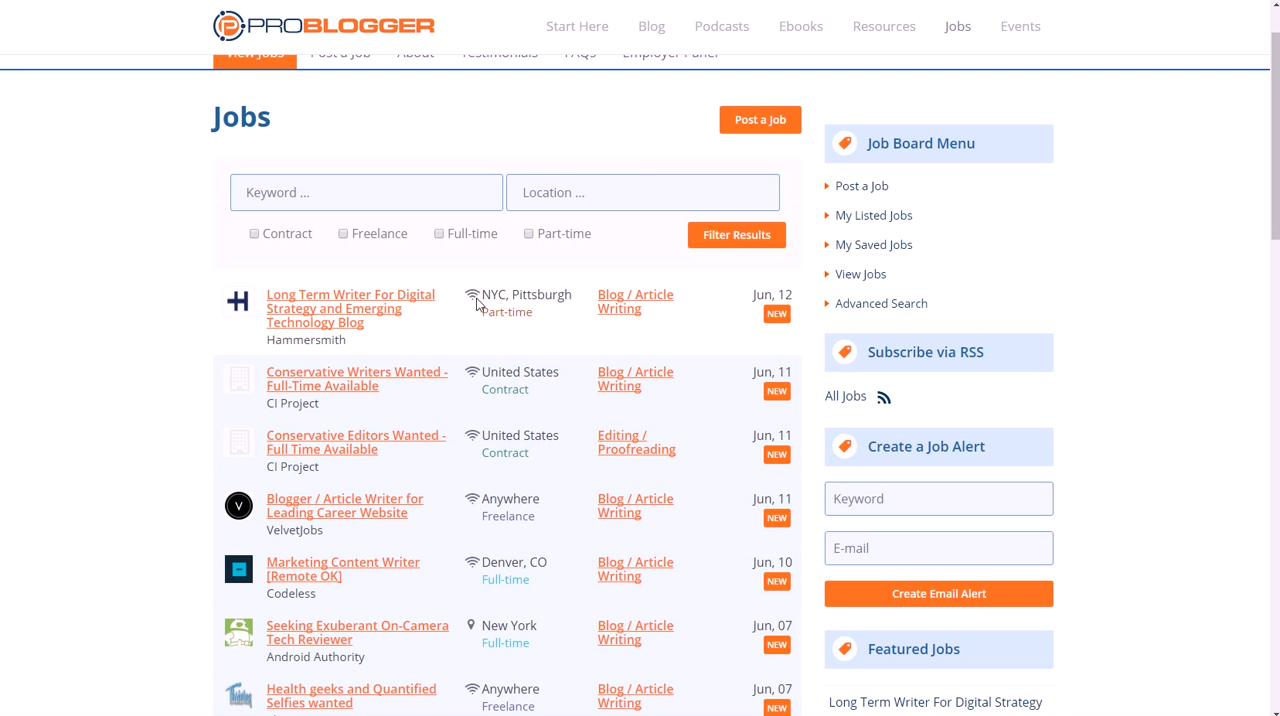 PROBLOGGER
Start Here
Blog
Podcasts
Ebooks
Resources
Jobs
Events
View Jobs
Post a Job
About
Testimonials
FAQs
Employer Panel
Jobs
Post a Job
Keyword ...
Location ...
Contract
Freelance
Full-time
Part-time
Filter Results
Long Term Writer For Digital
Strategy and Emerging
Technology Blog
Hammersmith
NYC, Pittsburgh
Part-time
Blog / Article
Writing
Jun, 12
NEW
Conservative Writers Wanted -
Full-Time Available
CI Project
United States
Contract
Blog / Article
Writing
Jun, 11
NEW
Conservative Editors Wanted -
Full Time Available
CI Project
United States
Contract
Editing /
Proofreading
Jun, 11
NEW
V
Blogger / Article Writer for
Leading Career Website
VelvetJobs
Anywhere
Freelance
Blog / Article
Writing
Jun, 11
NEW
Marketing Content Writer
[Remote OK]
Codeless
Denver, CO
Full-time
Blog / Article
Writing
Jun, 10
NEW
Seeking Exuberant On-Camera
Tech Reviewer
Android Authority
New York
Full-time
Blog / Article
Writing
Jun, 07
NEW
Health geeks and Quantified
Selfies wanted
Anywhere
Freelance
Blog / Article
Writing
Jun, 07
NEW
Job Board Menu
Post a Job
My Listed Jobs
My Saved Jobs
View Jobs
Advanced Search
Subscribe via RSS
All Jobs
Create a Job Alert
Keyword
E-mail
Create Email Alert
Featured Jobs
Long Term Writer For Digital Strategy